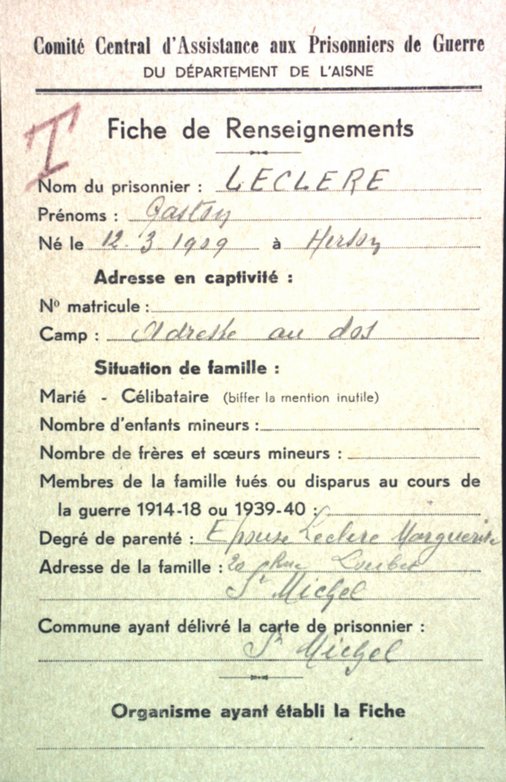 Comité Central d'Assistance aux Prisonniers de Guerre
DU DÉPARTEMENT DE L'AISNE
I
Fiche de Renseignements
Nom du prisonnier : LECLERE
Prénoms : Gaston
Né le 12.3.1909 à Hirson
Adresse en captivité :
Nº matricule :
Camp : Adresse au dos
Situation de famille :
Marié - Célibataire (biffer la mention inutile)
Nombre d'enfants mineurs :
Nombre de frères et sœurs mineurs :
Membres de la famille tués ou disparus au cours de
la guerre 1914-18 ou 1939-40 :
Degré de parenté : Epouse Leclere Marguerite
Adresse de la famille : 20 Rue
St Michel
Commune ayant délivré la carte de prisonnier :
St Michel
Organisme ayant établi la Fiche